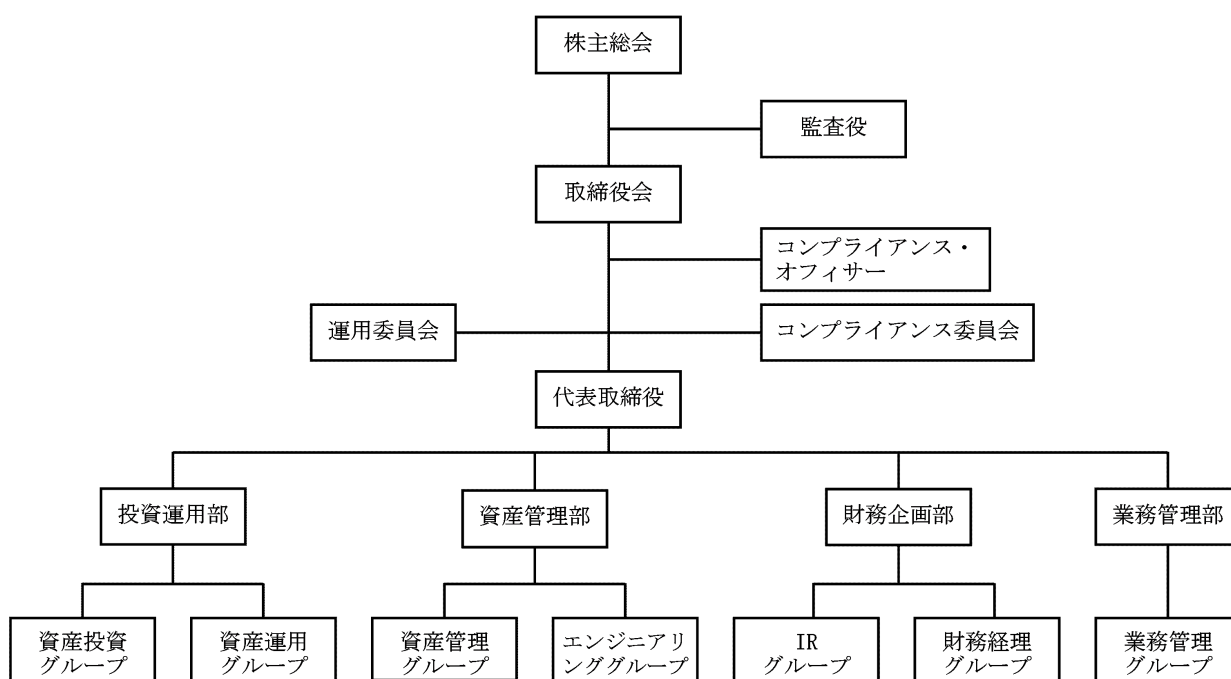 株主総会
監査役
取締役会
コンプライアンス・
オフィサー
運用委員会
コンプライアンス委員会
代表取締役
投資運用部
資産管理部
財務企画部
業務管理部
資産投資
グループ
資産運用
グループ
資産管理
グループ
エンジニアリ
ンググループ
IR
グループ
財務経理
グループ
業務管理
グループ